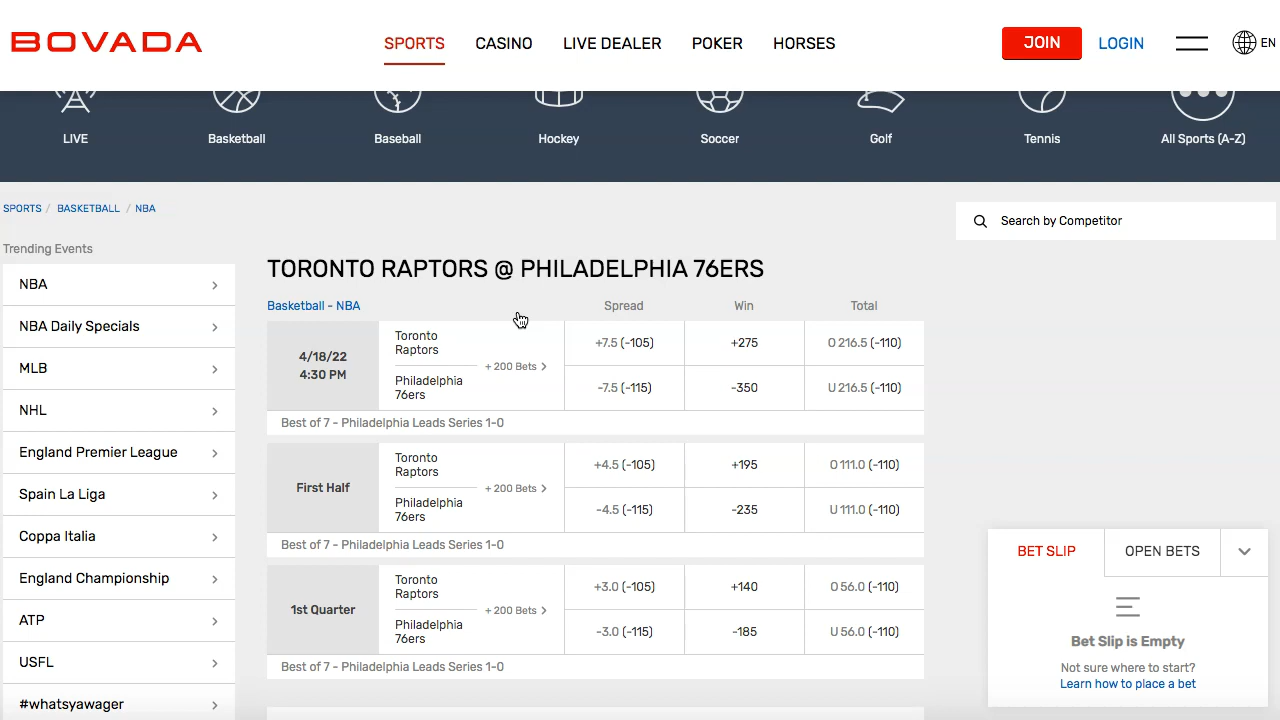 BOVADA
SPORTS CASINO LIVE DEALER POKER HORSES
JOIN LOGIN EN
LIVE Basketball Baseball Hockey Soccer Golf Tennis All Sports (A-Z)
SPORTS / BASKETBALL / NBA
Search by Competitor
Trending Events
NBA
NBA Daily Specials
MLB
NHL
England Premier League
Spain La Liga
Coppa Italia
England Championship
ATP
USFL
#whatsyawager
TORONTO RAPTORS @ PHILADELPHIA 76ERS
Basketball - NBA Spread Win Total
4/18/22
4:30 PM
Toronto
Raptors
+7.5 (-105) +275 O 216.5 (-110)
+ 200 Bets
Philadelphia
76ers
-7.5 (-115) -350 U 216.5 (-110)
Best of 7 - Philadelphia Leads Series 1-0
First Half
Toronto
Raptors
+4.5 (-105) +195 O 111.0 (-110)
+ 200 Bets
Philadelphia
76ers
-4.5 (-115) -235 U 111.0 (-110)
Best of 7 - Philadelphia Leads Series 1-0
1st Quarter
Toronto
Raptors
+3.0 (-105) +140 O 56.0 (-110)
+ 200 Bets
Philadelphia
76ers
-3.0 (-115) -185 U 56.0 (-110)
Best of 7 - Philadelphia Leads Series 1-0
BET SLIP OPEN BETS
Bet Slip is Empty
Not sure where to start?
Learn how to place a bet